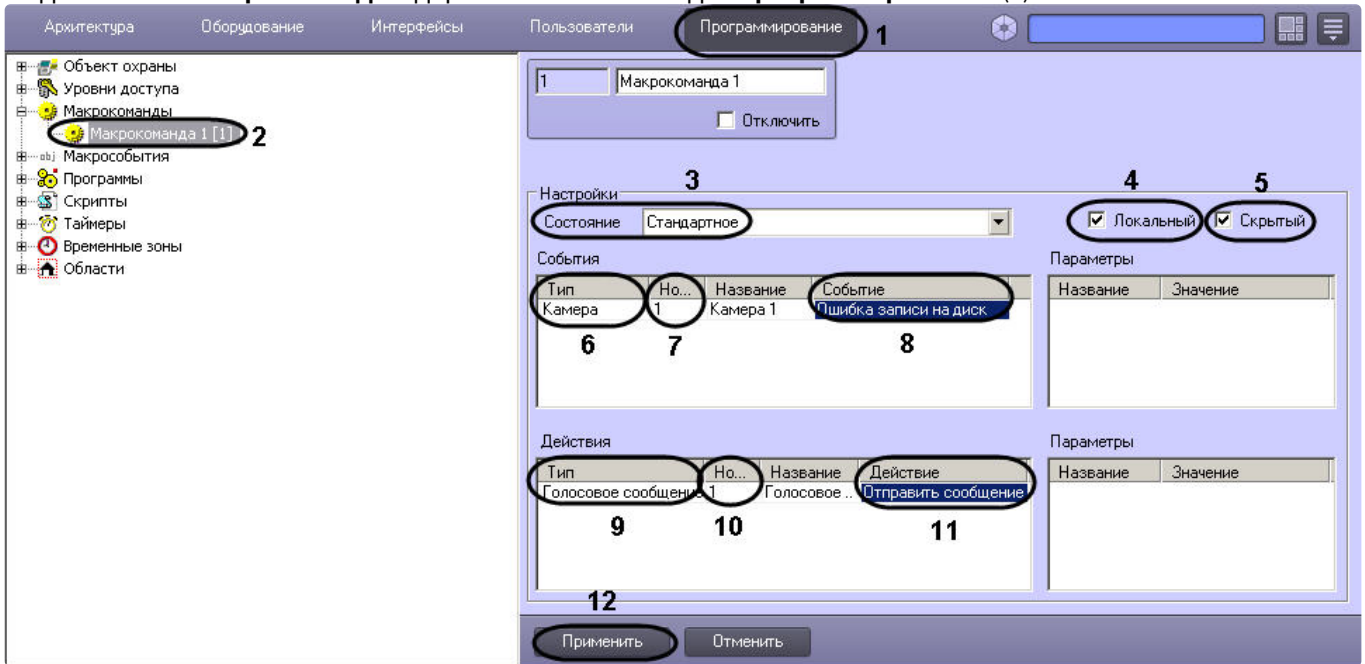 Архитектура Оборудование Интерфейсы Пользователи Программирование 1
Объект охраны
Уровни доступа
Макрокоманды
Макрокоманда 1 [1] 2
obj Макрособытия
Программы
Скрипты
Таймеры
Временные зоны
Области
1 Макрокоманда 1
Отключить
3 4 5
Настройки
Состояние Стандартное Локальный Скрытый
События Параметры
Тип Но... Название Событие Название Значение
Камера 1 Камера 1 Ошибка записи на диск
6 7 8
Действия Параметры
Тип Но... Название Действие Название Значение
Голосовое сообщение 1 Голосовое .. Отправить сообщение
9 10 11
12
Применить Отменить